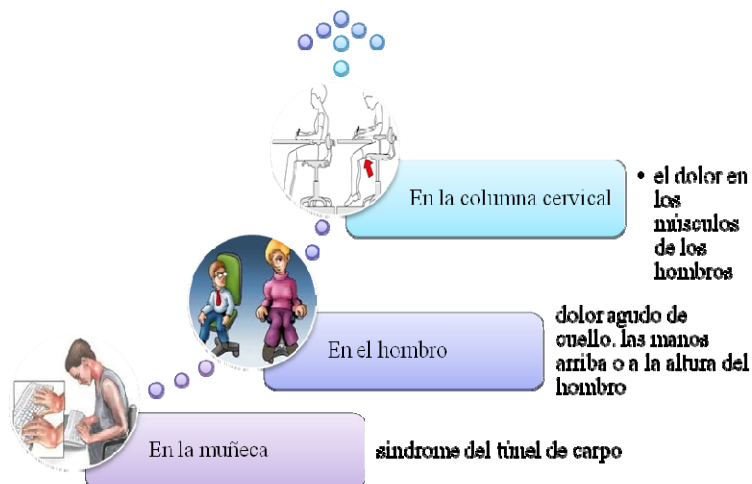 En la columna cervical
• el dolor en
los
músculos
de los
hombros
En el hombro
dolor agudo de
cuello. las manos
arriba o a la altura del
hombro
En la muñeca
sindrome del túnel de carpo